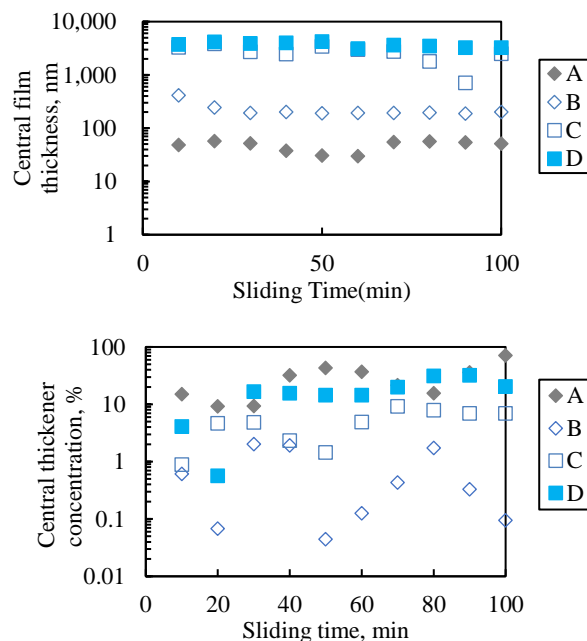 10,000
1,000
100
10
1
Central film
thickness, nm
0
50
100
Sliding Time(min)
A
B
C
D
100
10
1
0.1
0.01
Central thickener
concentration, %
0
20
40
60
80
100
Sliding time, min
A
B
C
D